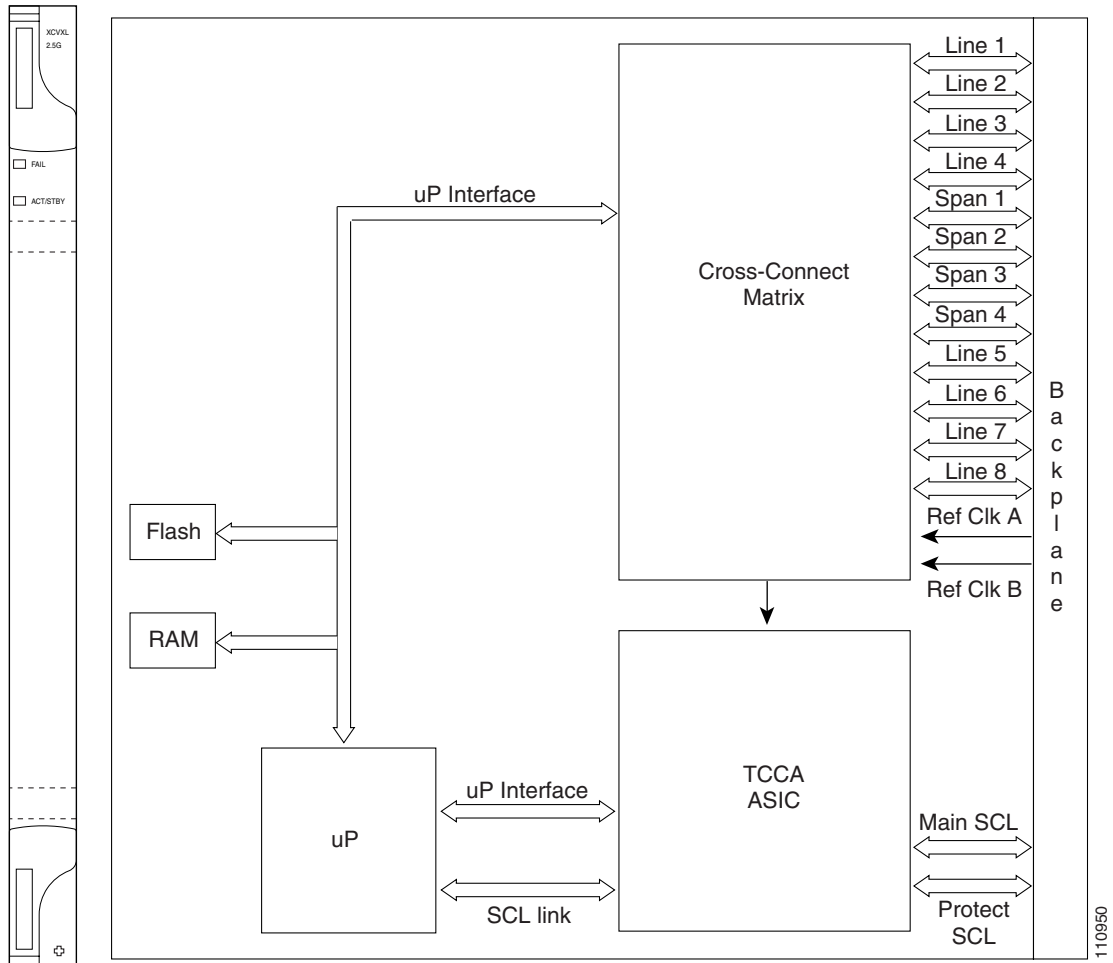 XCVXL
2.5G
FAIL
ACT/STBY
uP Interface
Cross-Connect
Matrix
Line 1
Line 2
Line 3
Line 4
Span 1
Span 2
Span 3
Span 4
Line 5
Line 6
Line 7
Line 8
Ref Clk A
Ref Clk B
Backplane
Flash
RAM
uP
uP Interface
SCL link
TCCA
ASIC
Main SCL
Protect
SCL
110950